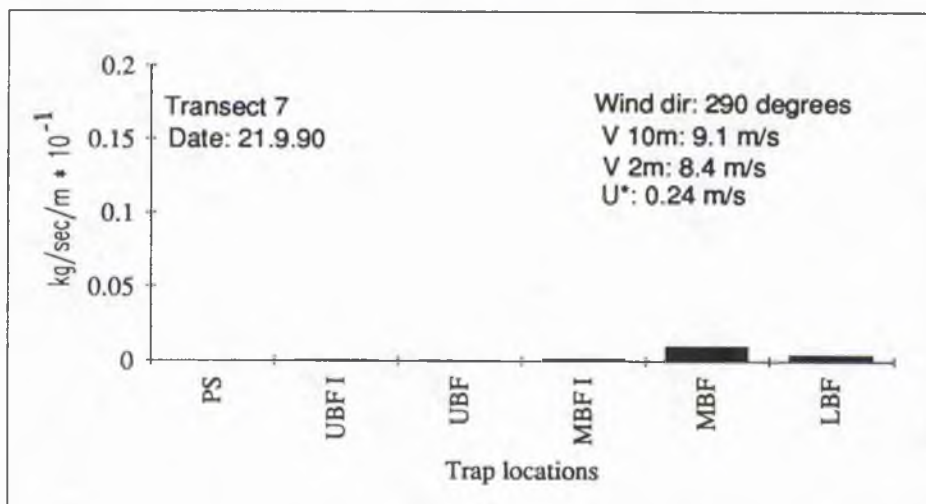 0.2
0.15
0.1
0.05
0
kg/sec/m * 10⁻¹
Transect 7
Date: 21.9.90
Wind dir: 290 degrees
V 10m: 9.1 m/s
V 2m: 8.4 m/s
U*: 0.24 m/s
PS
UBF I
UBF
MBF I
MBF
LBF
Trap locations